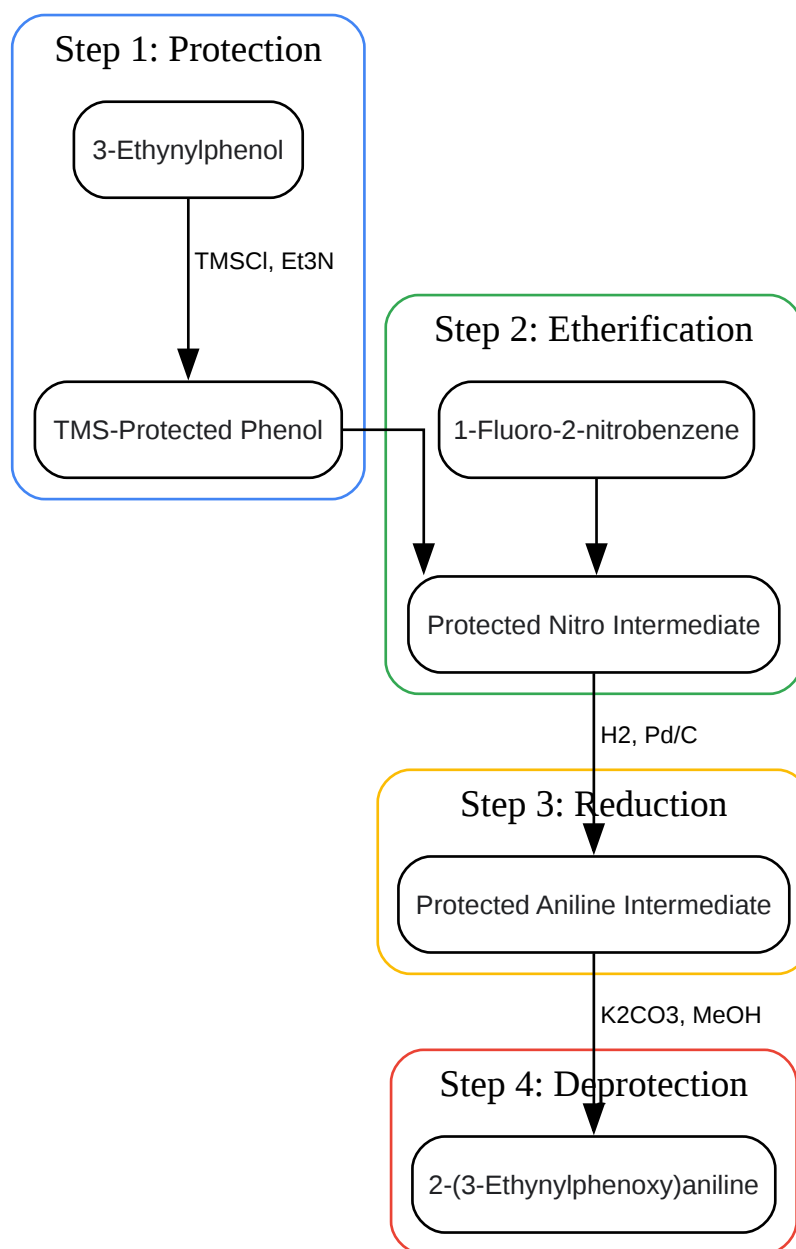 Step 1: Protection
3-Ethynylphenol
TMSCl, Et3N
TMS-Protected Phenol
Step 2: Etherification
1-Fluoro-2-nitrobenzene
Protected Nitro Intermediate
H2, Pd/C
Step 3: Reduction
Protected Aniline Intermediate
K2CO3, MeOH
Step 4: Deprotection
2-(3-Ethynylphenoxy)aniline